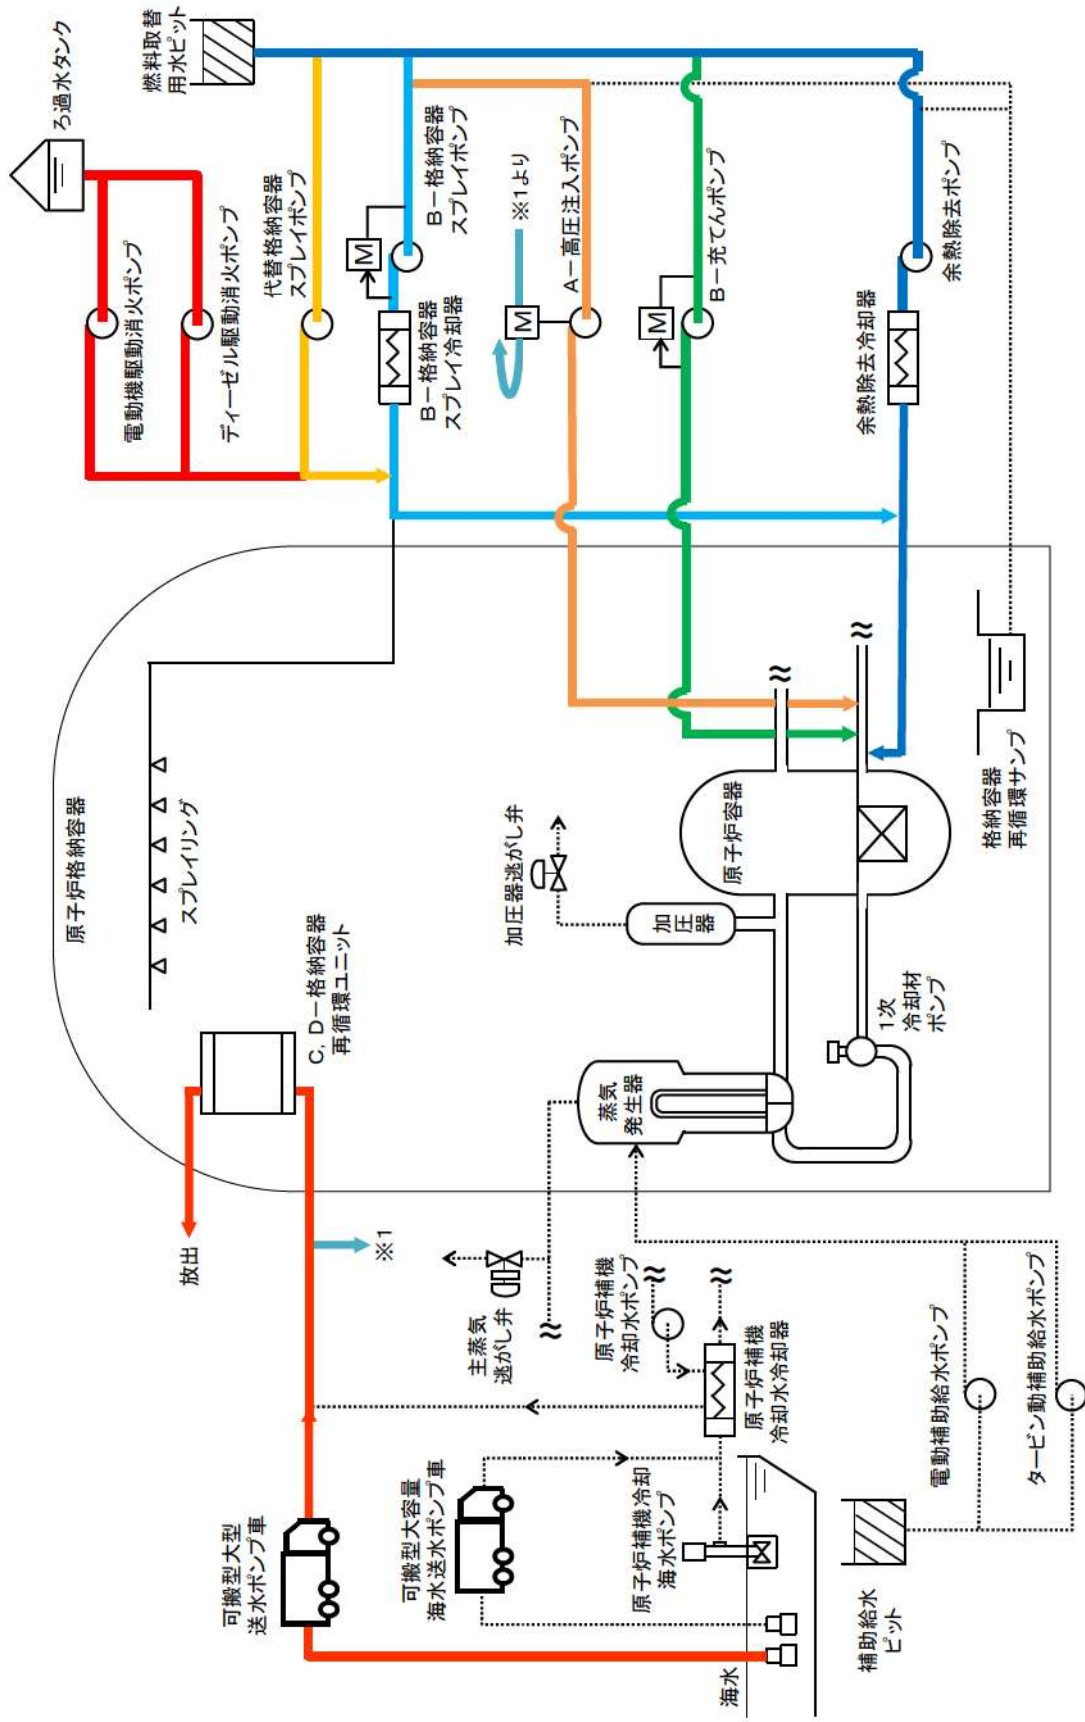 可搬型大型
送水ポンプ車
放出
C, D－格納容器
再循環ユニット
原子炉格納容器
スプレイリング
電動機駆動消火ポンプ
ディーゼル駆動消火ポンプ
ろ過水タンク
燃料取替
用水ピット
代替格納容器
スプレイポンプ
※1
M
B－格納容器
スプレイポンプ
B－格納容器
スプレイ冷却器
可搬型大容量
海水送水ポンプ車
主蒸気
逃がし弁
加圧器逃がし弁
M
※1より
A－高圧注入ポンプ
原子炉補機
冷却水ポンプ
蒸気
発生器
加圧
器
原子炉容器
M
B－充てんポンプ
海水
原子炉補機冷却
海水ポンプ
原子炉補機
冷却水冷却器
1次
冷却材
ポンプ
余熱除去冷却器
余熱除去ポンプ
補助給水
ピット
電動補助給水ポンプ
タービン動補助給水ポンプ
格納容器
再循環サンプ